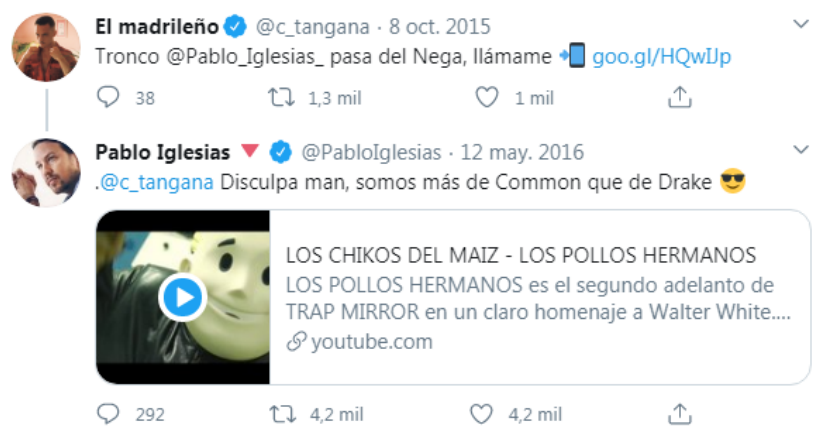 El madrileño @c_tangana · 8 oct. 2015
Tronco @Pablo_Iglesias_ pasa del Nega, llámame 📲 goo.gl/HQwIJp
38 1,3 mil 1 mil
Pablo Iglesias 🔻 @PabloIglesias · 12 may. 2016
.@c_tangana Disculpa man, somos más de Common que de Drake 😎
LOS CHIKOS DEL MAIZ - LOS POLLOS HERMANOS
LOS POLLOS HERMANOS es el segundo adelanto de
TRAP MIRROR en un claro homenaje a Walter White....
youtube.com
292 4,2 mil 4,2 mil